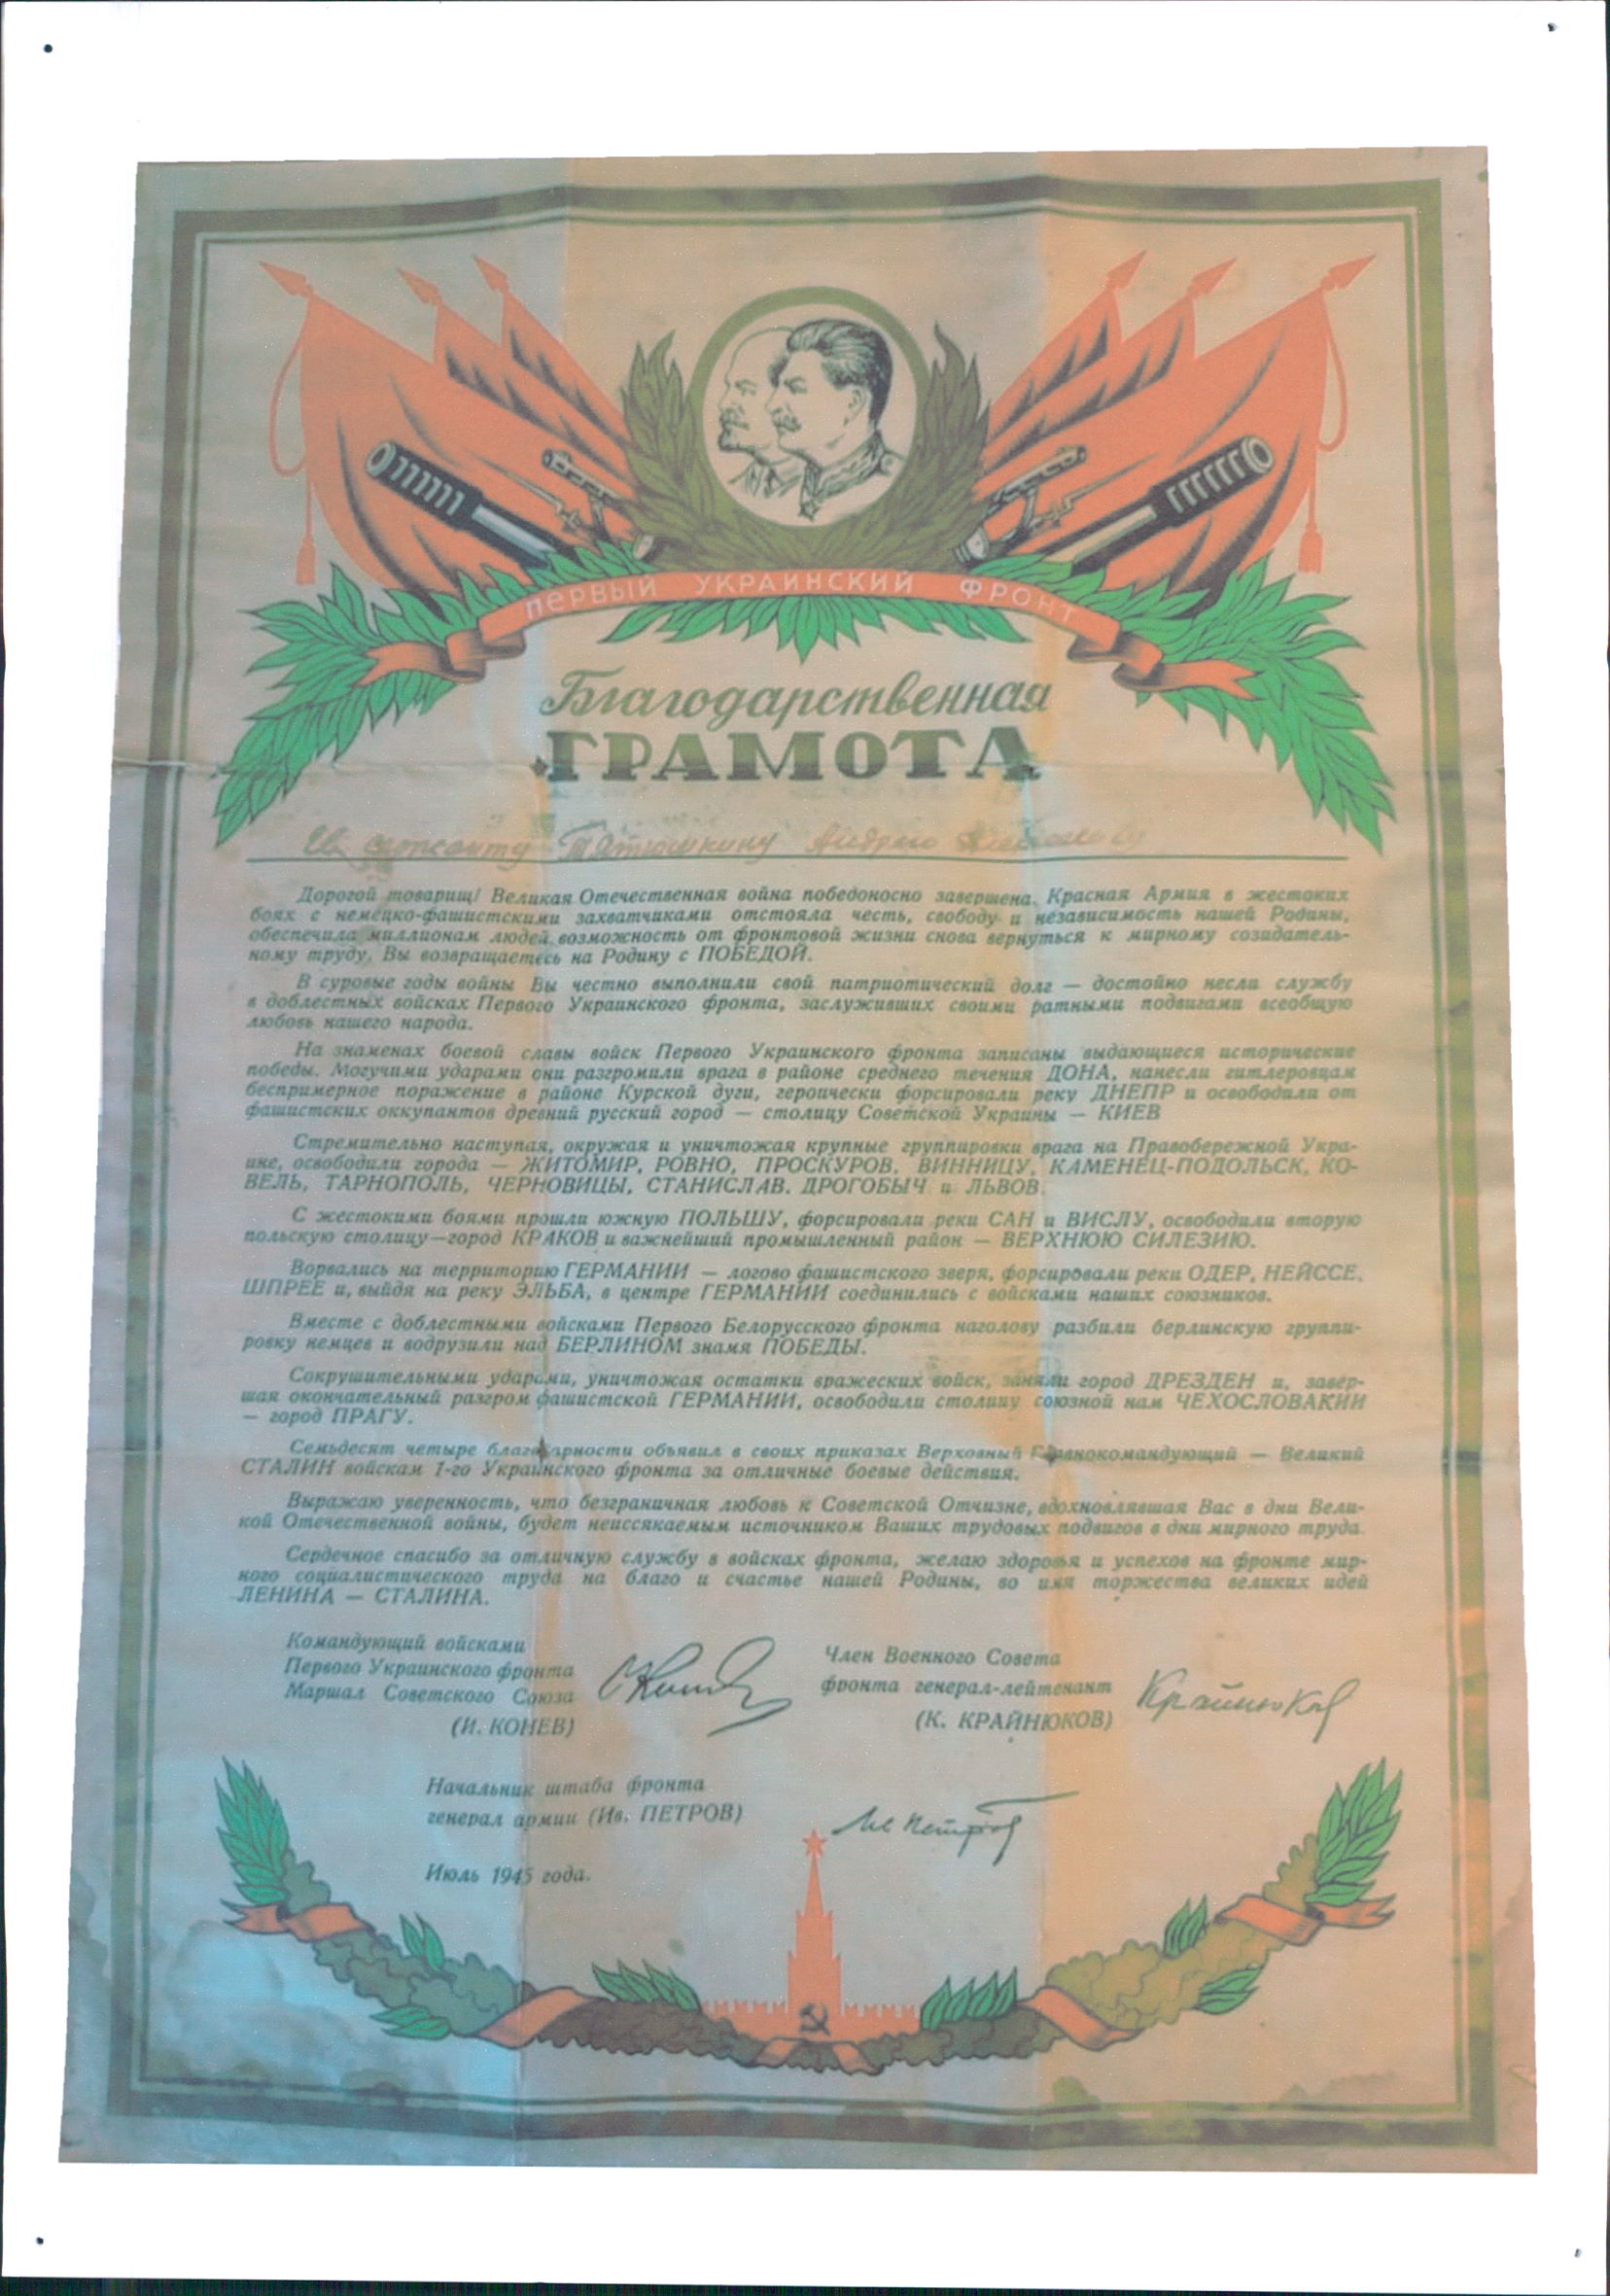 ПЕРВЫЙ УКРАИНСКИЙ ФРОНТ
Благодарственная
ГРАМОТА
сержанту Тятюшкину Андрею
Дорогой товарищ! Великая Отечественная война победоносно завершена. Красная Армия в жестоких
боях с немецко-фашистскими захватчиками отстояла честь, свободу и независимость нашей Родины,
обеспечила миллионам людей возможность от фронтовой жизни снова вернуться к мирному созидатель-
ному труду. Вы возвращаетесь на Родину с ПОБЕДОЙ.
В суровые годы войны Вы честно выполнили свой патриотический долг — достойно несли службу
в доблестных войсках Первого Украинского фронта, заслуживших своими ратными подвигами всеобщую
любовь нашего народа.
На знаменах боевой славы войск Первого Украинского фронта записаны выдающиеся исторические
победы. Могучими ударами они разгромили врага в районе среднего течения ДОНА, нанесли гитлеровцам
беспримерное поражение в районе Курской дуги, героически форсировали реку ДНЕПР и освободили от
фашистских оккупантов древний русский город — столицу Советской Украины — КИЕВ
Стремительно наступая, окружая и уничтожая крупные группировки врага на Правобережной Укра-
ине, освободили города — ЖИТОМИР, РОВНО, ПРОСКУРОВ, ВИННИЦУ, КАМЕНЕЦ-ПОДОЛЬСК, КО-
ВЕЛЬ, ТАРНОПОЛЬ, ЧЕРНОВИЦЫ, СТАНИСЛАВ, ДРОГОБЫЧ и ЛЬВОВ.
С жестокими боями прошли южную ПОЛЬШУ, форсировали реки САН и ВИСЛУ, освободили вторую
польскую столицу—город КРАКОВ и важнейший промышленный район — ВЕРХНЮЮ СИЛЕЗИЮ.
Ворвались на территорию ГЕРМАНИИ — логово фашистского зверя, форсировали реки ОДЕР, НЕЙССЕ,
ШПРЕЕ и, выйдя на реку ЭЛЬБА, в центре ГЕРМАНИИ соединились с войсками наших союзников.
Вместе с доблестными войсками Первого Белорусского фронта наголову разбили берлинскую группи-
ровку немцев и водрузили над БЕРЛИНОМ знамя ПОБЕДЫ.
Сокрушительными ударами, уничтожая остатки вражеских войск, заняли город ДРЕЗДЕН и, завер-
шая окончательный разгром фашистской ГЕРМАНИИ, освободили столицу союзной нам ЧЕХОСЛОВАКИИ
— город ПРАГУ.
Семьдесят четыре благодарности объявил в своих приказах Верховный Главнокомандующий — Великий
СТАЛИН войскам 1-го Украинского фронта за отличные боевые действия.
Выражаю уверенность, что безграничная любовь к Советской Отчизне, вдохновлявшая Вас в дни Вели-
кой Отечественной войны, будет неиссякаемым источником Ваших трудовых подвигов в дни мирного труда.
Сердечное спасибо за отличную службу в войсках фронта, желаю здоровья и успехов на фронте мир-
ного социалистического труда на благо и счастье нашей Родины, во имя торжества великих идей
ЛЕНИНА — СТАЛИНА.
Командующий войсками
Первого Украинского фронта
Маршал Советского Союза
(И. КОНЕВ)
Член Военного Совета
фронта генерал-лейтенант
(К. КРАЙНЮКОВ)
Крайнюков
Начальник штаба фронта
генерал армии (Ив. ПЕТРОВ)
Ив Петров
Июль 1945 года.